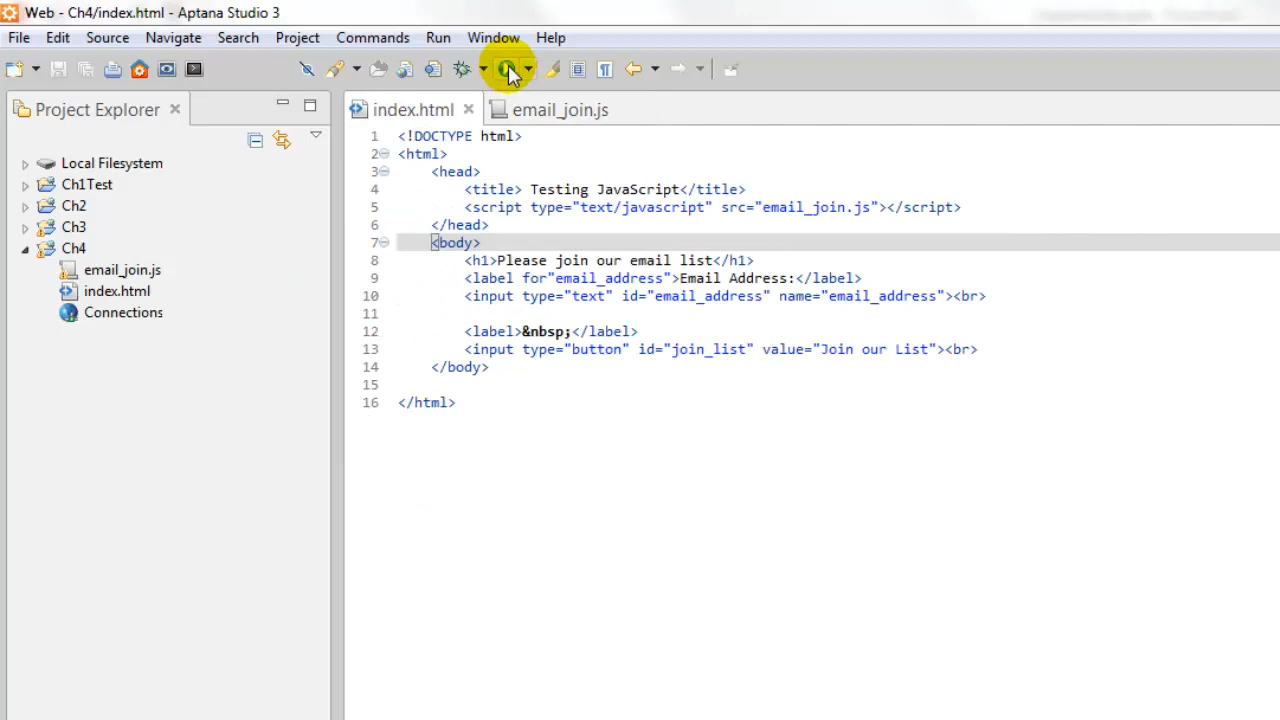 Web - Ch4/index.html - Aptana Studio 3
File Edit Source Navigate Search Project Commands Run Window Help
Project Explorer
Local Filesystem
Ch1Test
Ch2
Ch3
Ch4
email_join.js
index.html
Connections
index.html email_join.js
1 <!DOCTYPE html>
2 <html>
3 <head>
4 <title> Testing JavaScript</title>
5 <script type="text/javascript" src="email_join.js"></script>
6 </head>
7 <body>
8 <h1>Please join our email list</h1>
9 <label for"email_address">Email Address:</label>
10 <input type="text" id="email_address" name="email_address"><br>
11
12 <label>&nbsp;</label>
13 <input type="button" id="join_list" value="Join our List"><br>
14 </body>
15
16 </html>